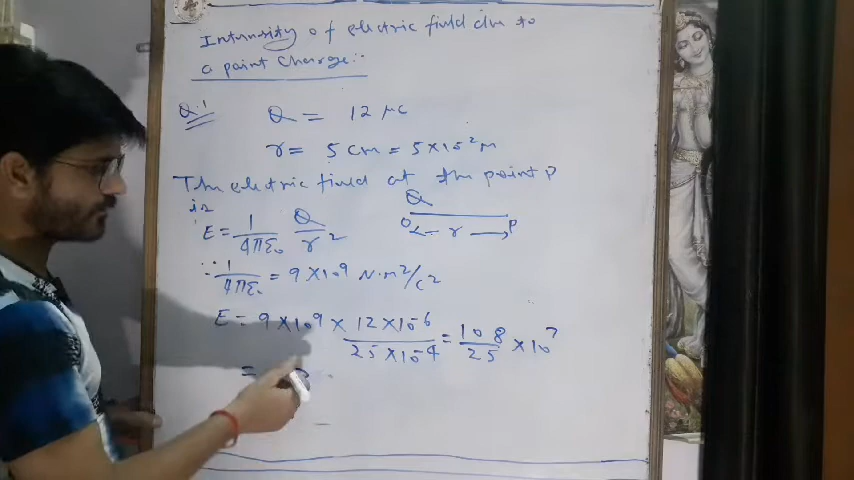 Intensity of electric field due to
a point Charge:-
Q.1 Q = 12 μC
r = 5 cm = 5×10⁻²m
The electric field at the point P
is
E = 1/4πε₀ Q/r²
Q
O ← r → P
∵ 1/4πε₀ = 9×10⁹ N·m²/c²
E = 9×10⁹ × 12×10⁻⁶/25×10⁻⁴ = 108/25 ×10⁷
=